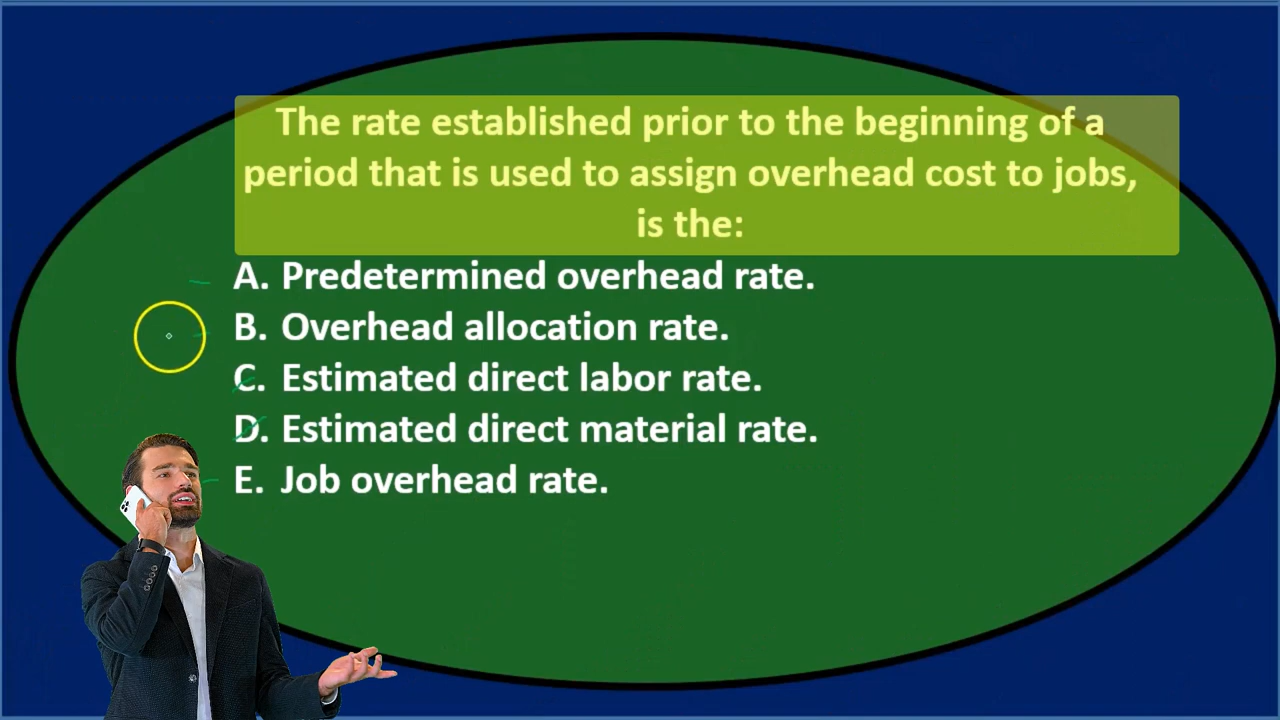 The rate established prior to the beginning of a
period that is used to assign overhead cost to jobs,
is the:
A. Predetermined overhead rate.
B. Overhead allocation rate.
C. Estimated direct labor rate.
D. Estimated direct material rate.
E. Job overhead rate.